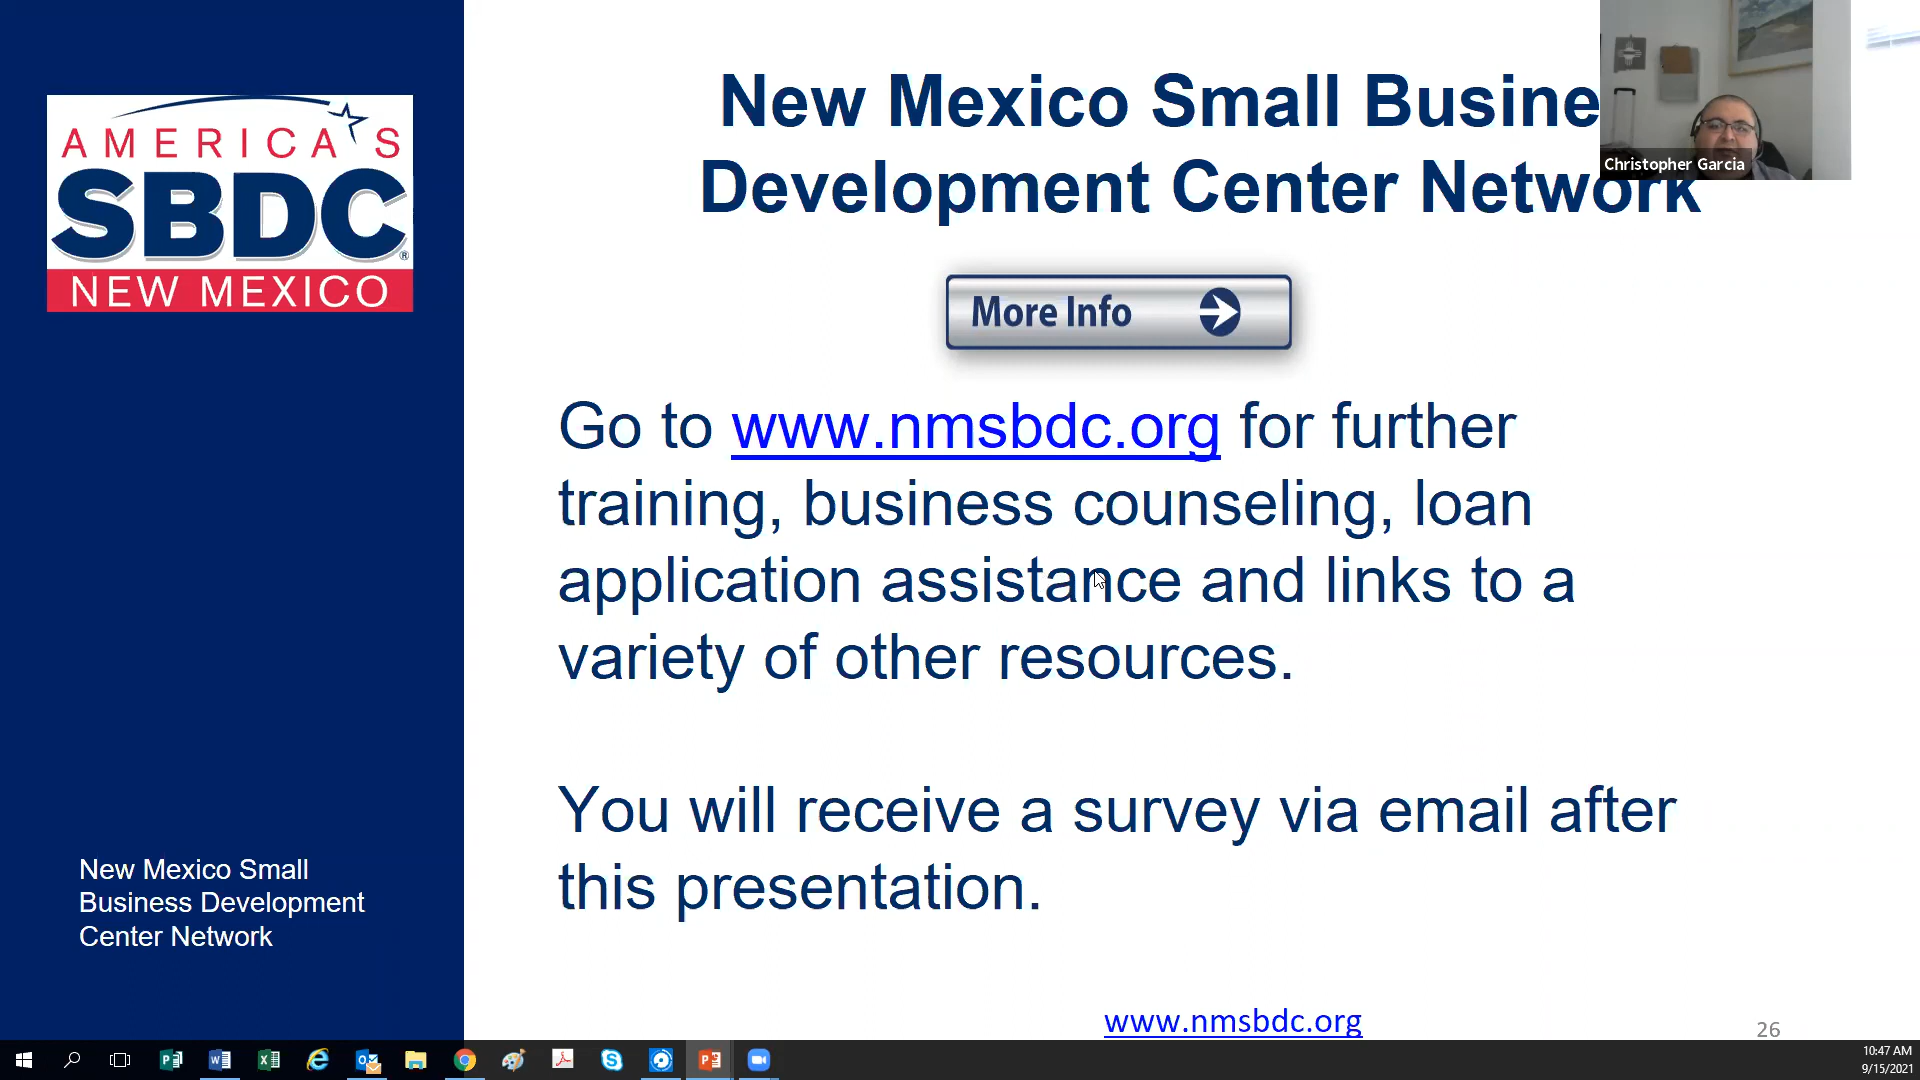 AMERICA'S
SBDC®
NEW MEXICO
New Mexico Small Busine
Development Center Network
Christopher Garcia
More Info
Go to www.nmsbdc.org for further
training, business counseling, loan
application assistance and links to a
variety of other resources.
You will receive a survey via email after
this presentation.
New Mexico Small
Business Development
Center Network
www.nmsbdc.org
26
10:47 AM
9/15/2021